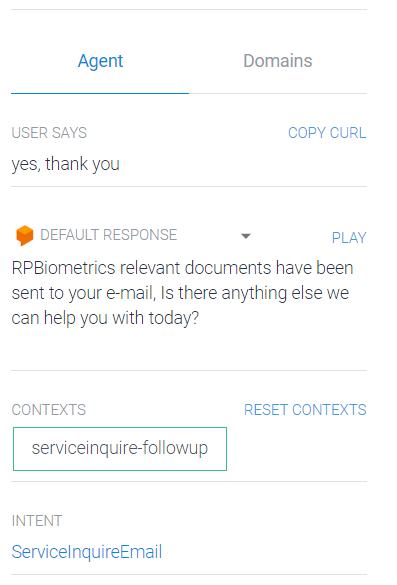 Agent Domains
USER SAYS COPY CURL
yes, thank you
DEFAULT RESPONSE PLAY
RPBiometrics relevant documents have been
sent to your e-mail, Is there anything else we
can help you with today?
CONTEXTS RESET CONTEXTS
serviceinquire-followup
INTENT
ServiceInquireEmail